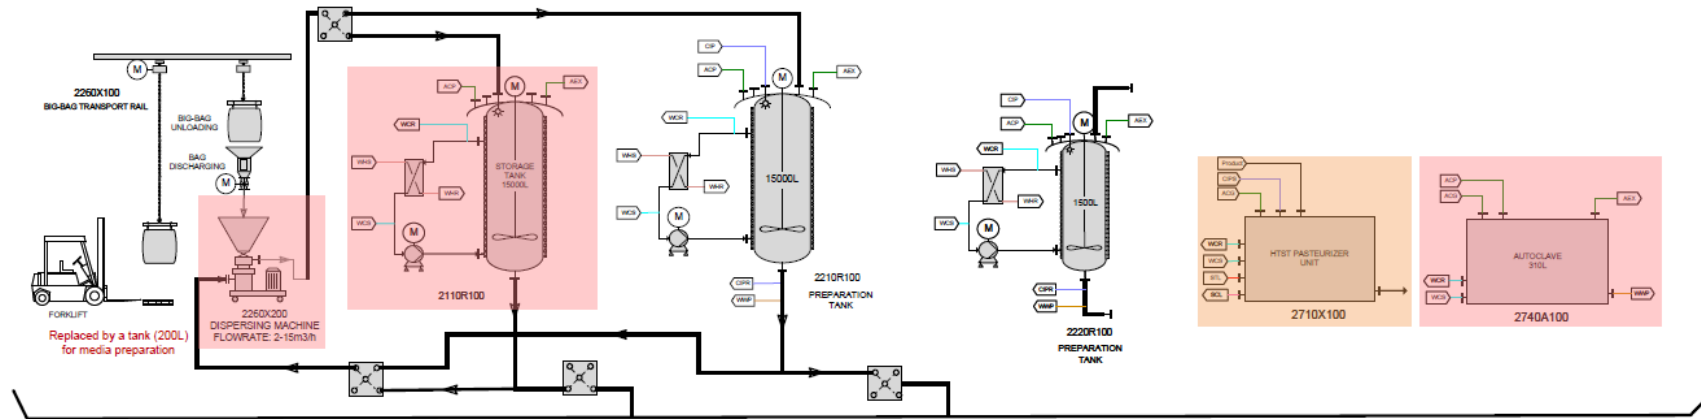 M
2260X100
BIG-BAG TRANSPORT RAIL
BIG-BAG
UNLOADING
BAG
DISCHARGING
M
FORKLIFT
Replaced by a tank (200L)
for media preparation
2260X200
DISPERSING MACHINE
FLOWRATE: 2-15m3/h
ACP
M
AEX
WCR
WHS
WHR
WCS
M
STORAGE
TANK
15000L
2110R100
CIP
ACP
M
AEX
WCR
WHS
WHR
WCS
M
15000L
CIPR
WWP
2210R100
PREPARATION
TANK
CIP
ACP
M
AEX
WCR
WHS
WHR
WCS
M
1500L
CIPR
WWP
2220R100
PREPARATION
TANK
Product
CIPS
ACS
WCR
WCS
STL
HTST PASTEURIZER
UNIT
2710X100
ACP
ACS
AEX
AUTOCLAVE
310L
WCR
WCS
WWP
2740A100